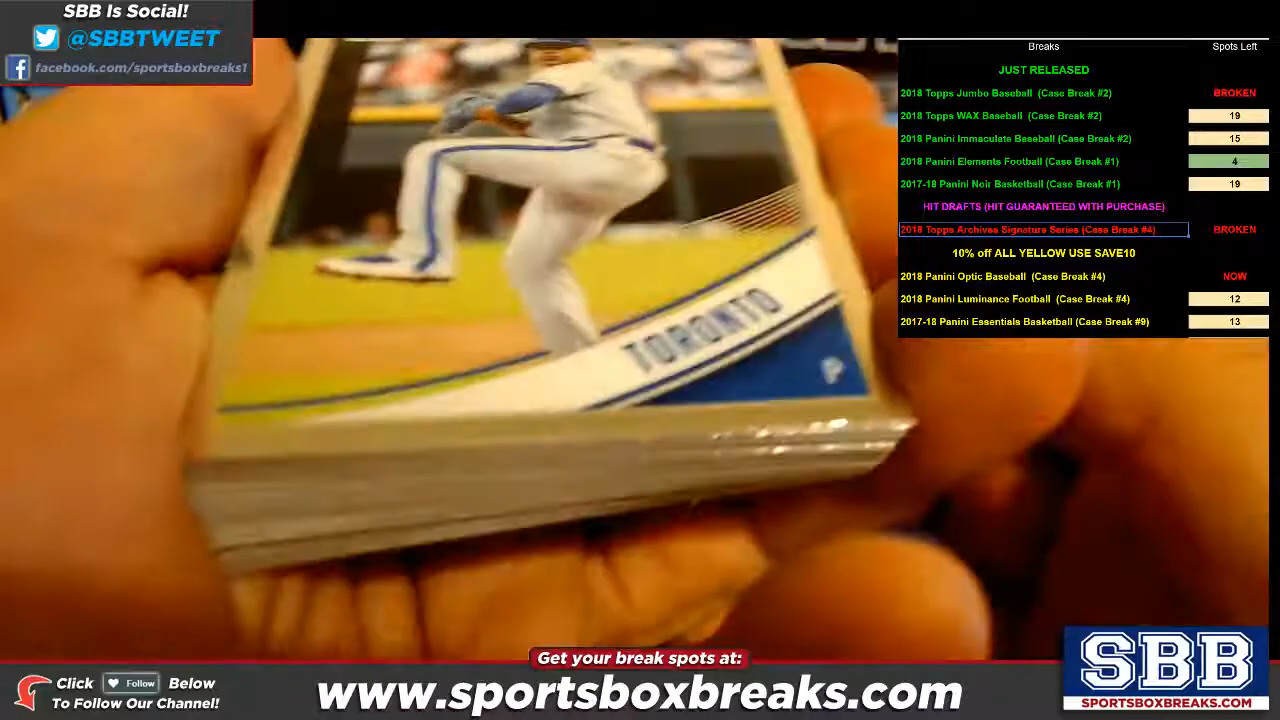 SBB Is Social!
@SBBTWEET
facebook.com/sportsboxbreaks1
Breaks Spots Left
JUST RELEASED
2018 Topps Jumbo Baseball (Case Break #2) BROKEN
2018 Topps WAX Baseball (Case Break #2) 19
2018 Panini Immaculate Baseball (Case Break #2) 15
2018 Panini Elements Football (Case Break #1) 4
2017-18 Panini Noir Basketball (Case Break #1) 19
HIT DRAFTS (HIT GUARANTEED WITH PURCHASE)
2018 Topps Archives Signature Series (Case Break #4) BROKEN
10% off ALL YELLOW USE SAVE10
2018 Panini Optic Baseball (Case Break #4) NOW
2018 Panini Luminance Football (Case Break #4) 12
2017-18 Panini Essentials Basketball (Case Break #9) 13
TORONTO
P
Get your break spots at:
Click Follow Below
To Follow Our Channel!
www.sportsboxbreaks.com
SBB
SPORTSBOXBREAKS.COM